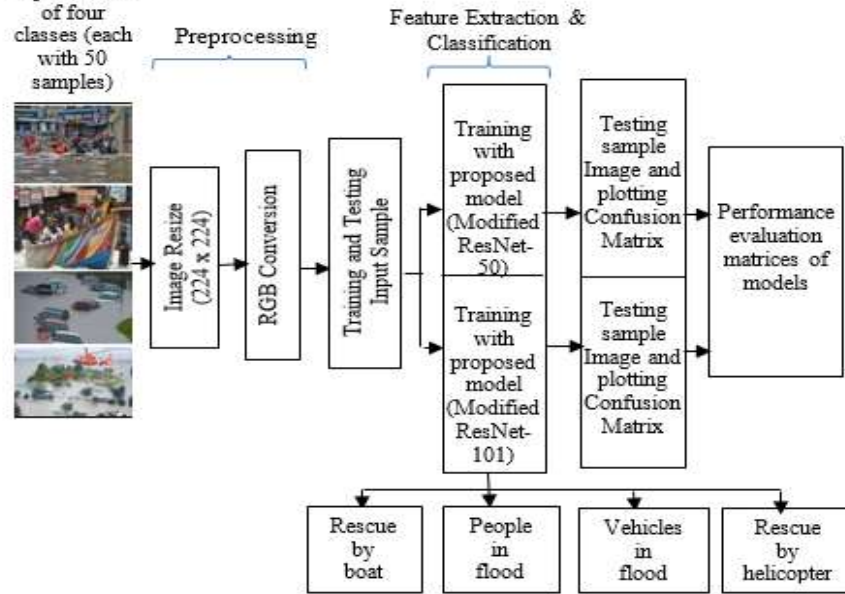 of four
classes (each
with 50
samples)
Preprocessing
Feature Extraction &
Classification
Image Resize
(224 x 224)
RGB Conversion
Training and Testing
Input Sample
Training
with
proposed
model
(Modified
ResNet-
50)
Training
with
proposed
model
(Modified
ResNet-
101)
Testing
sample
Image and
plotting
Confusion
Matrix
Testing
sample
Image and
plotting
Confusion
Matrix
Performance
evaluation
matrices of
models
Rescue
by
boat
People
in
flood
Vehicles
in
flood
Rescue
by
helicopter